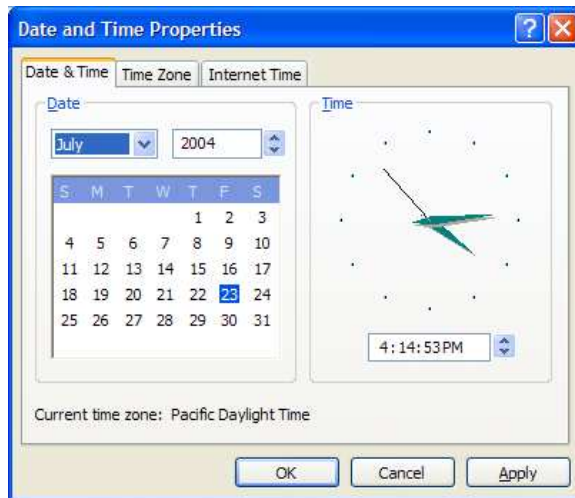 Date and Time Properties
Date & Time Time Zone Internet Time
Date
July 2004
S M T W T F S
1 2 3
4 5 6 7 8 9 10
11 12 13 14 15 16 17
18 19 20 21 22 23 24
25 26 27 28 29 30 31
Time
4:14:53 PM
Current time zone: Pacific Daylight Time
OK Cancel Apply